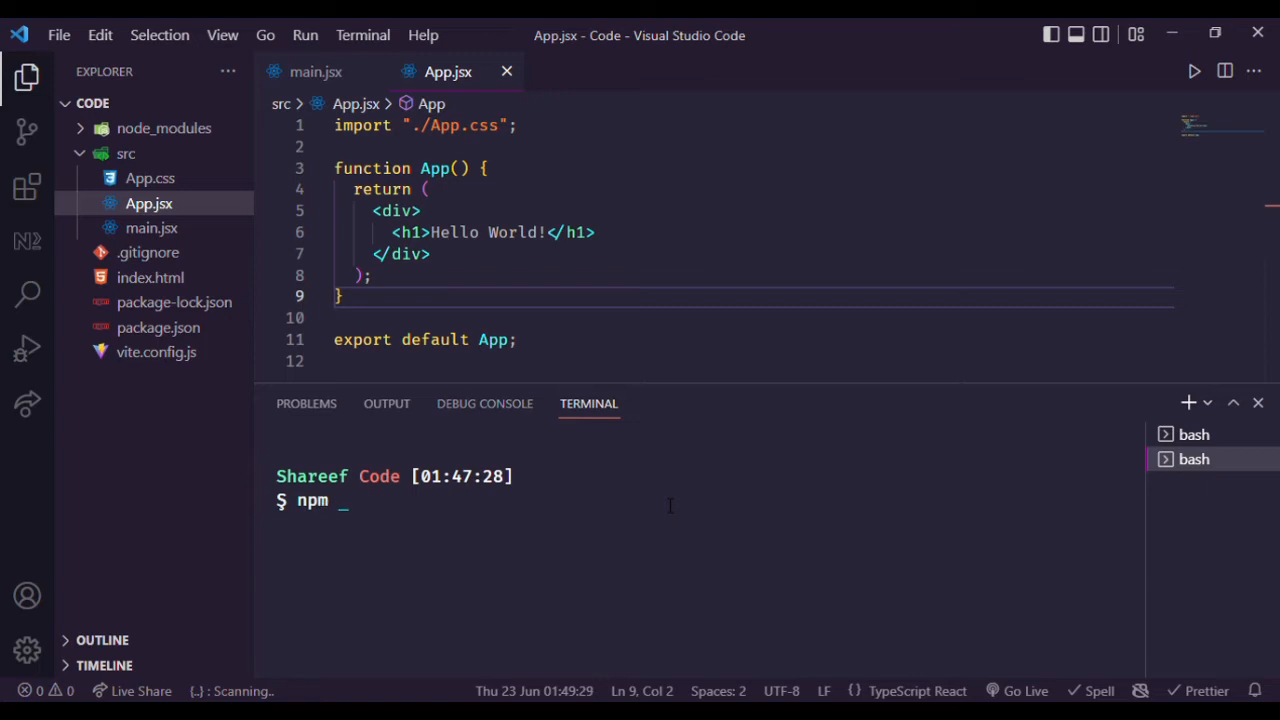 File Edit Selection View Go Run Terminal Help
App.jsx - Code - Visual Studio Code
EXPLORER
CODE
node_modules
src
App.css
App.jsx
main.jsx
.gitignore
index.html
package-lock.json
package.json
vite.config.js
OUTLINE
TIMELINE
main.jsx App.jsx
src App.jsx App
1 import "./App.css";
2
3 function App() {
4 return (
5 <div>
6 <h1>Hello World!</h1>
7 </div>
8 );
9 }
10
11 export default App;
12
PROBLEMS OUTPUT DEBUG CONSOLE TERMINAL
Shareef Code [01:47:28]
$ npm _
bash
bash
0 0 Live Share {..} : Scanning.. Thu 23 Jun 01:49:29 Ln 9, Col 2 Spaces: 2 UTF-8 LF {} TypeScript React Go Live Spell Prettier